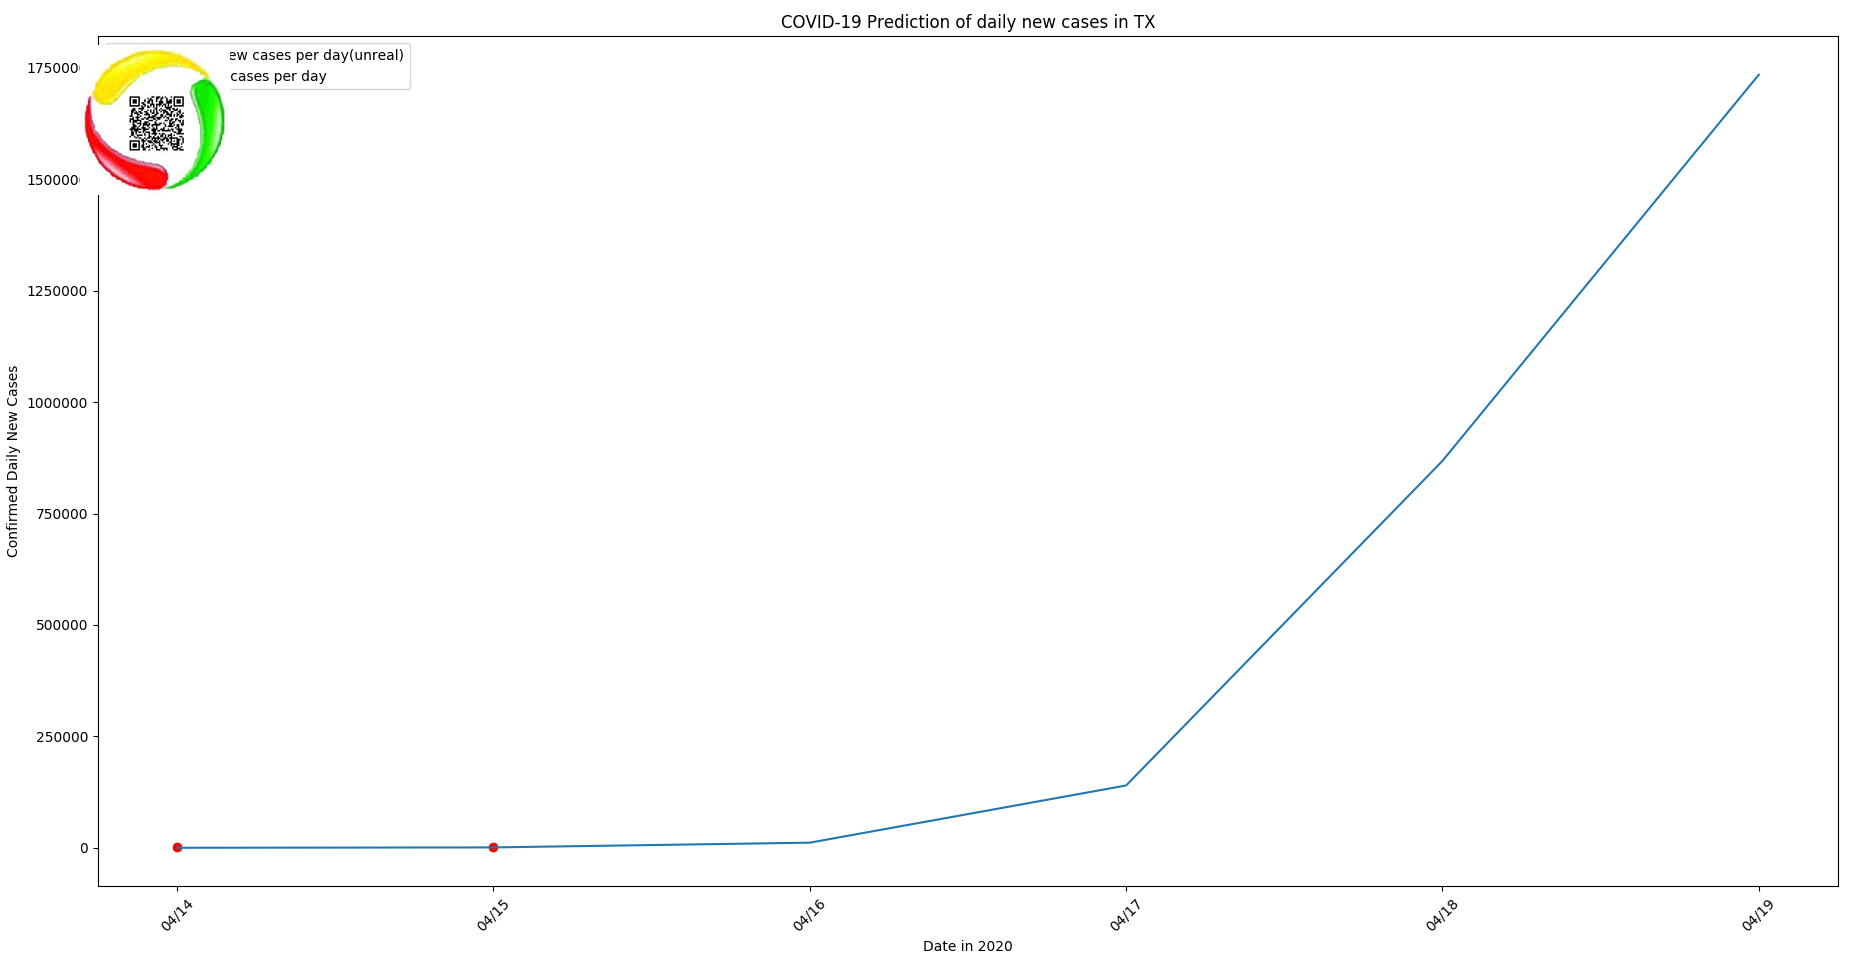 COVID-19 Prediction of daily new cases in TX
ew cases per day(unreal)
cases per day
175000
150000
1250000
1000000
750000
500000
250000
0
Confirmed Daily New Cases
04/14
04/15
04/16
04/17
04/18
04/19
Date in 2020